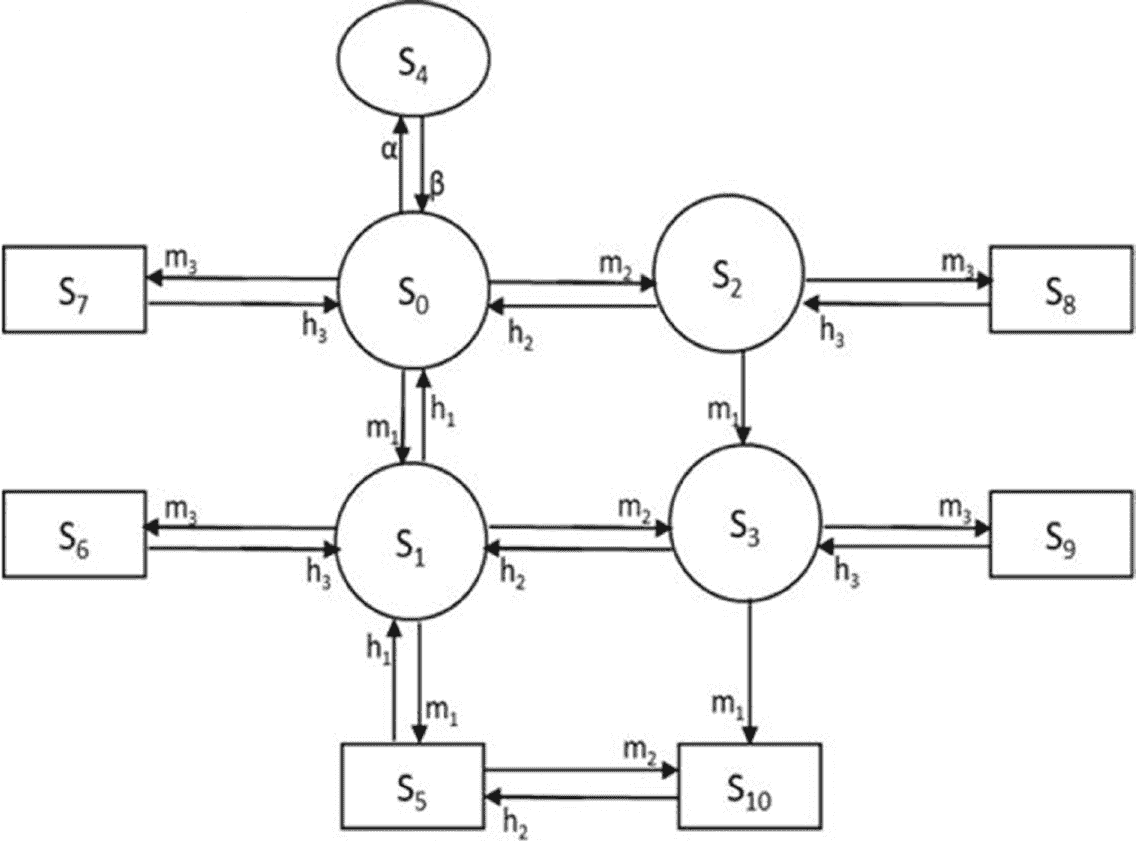 S₄
α
β
S₇
m₃
h₃
S₀
m₂
h₂
S₂
m₃
h₃
S₈
m₁
h₁
m₁
S₆
m₃
h₃
S₁
m₂
h₂
S₃
m₃
h₃
S₉
h₁
m₁
m₁
S₅
m₂
h₂
S₁₀